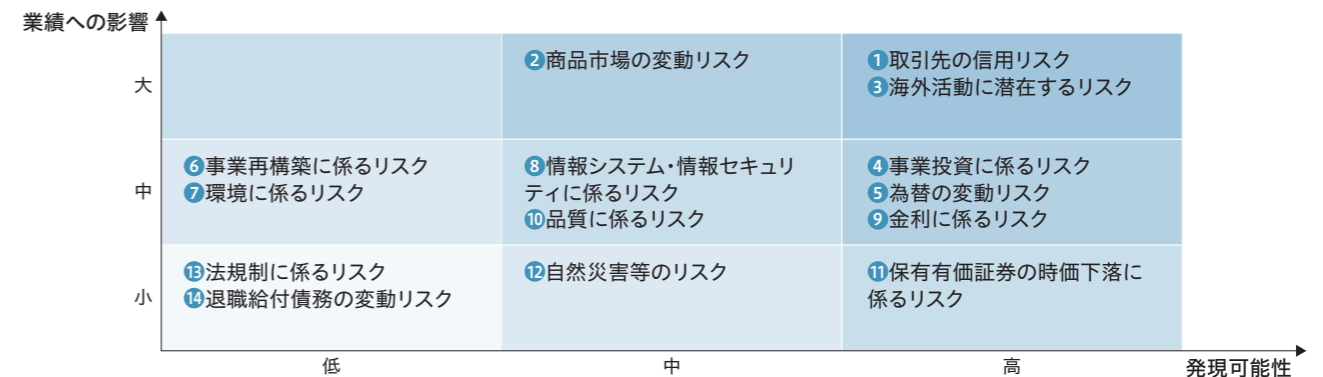 業績への影響
大
❷商品市場の変動リスク
❶取引先の信用リスク
❸海外活動に潜在するリスク
中
❻事業再構築に係るリスク
❼環境に係るリスク
❽情報システム・情報セキュリ
ティに係るリスク
❿品質に係るリスク
❹事業投資に係るリスク
❺為替の変動リスク
❾金利に係るリスク
小
⓭法規制に係るリスク
⓮退職給付債務の変動リスク
⓬自然災害等のリスク
⓫保有有価証券の時価下落に
係るリスク
低
中
高
発現可能性